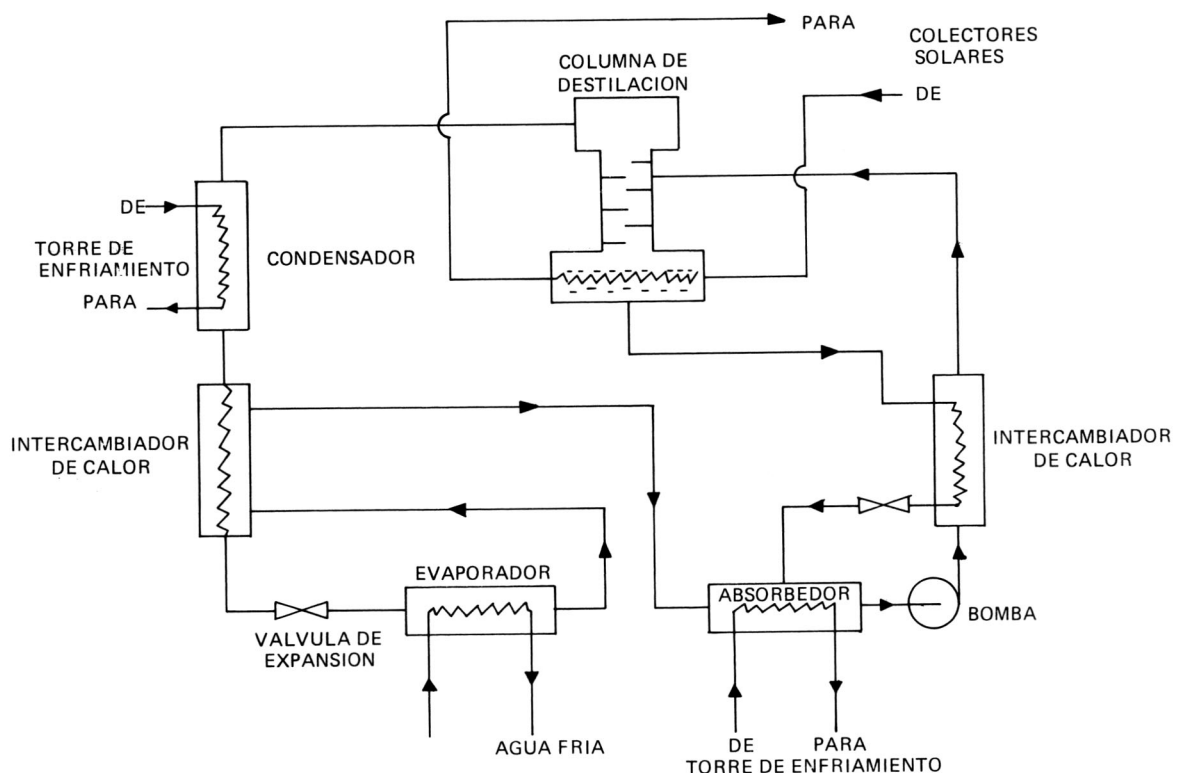 PARA
COLECTORES
SOLARES
COLUMNA DE
DESTILACION
DE
DE
TORRE DE
ENFRIAMIENTO
CONDENSADOR
PARA
INTERCAMBIADOR
DE CALOR
INTERCAMBIADOR
DE CALOR
EVAPORADOR
ABSORBEDOR
BOMBA
VALVULA DE
EXPANSION
AGUA FRIA
DE
PARA
TORRE DE ENFRIAMIENTO